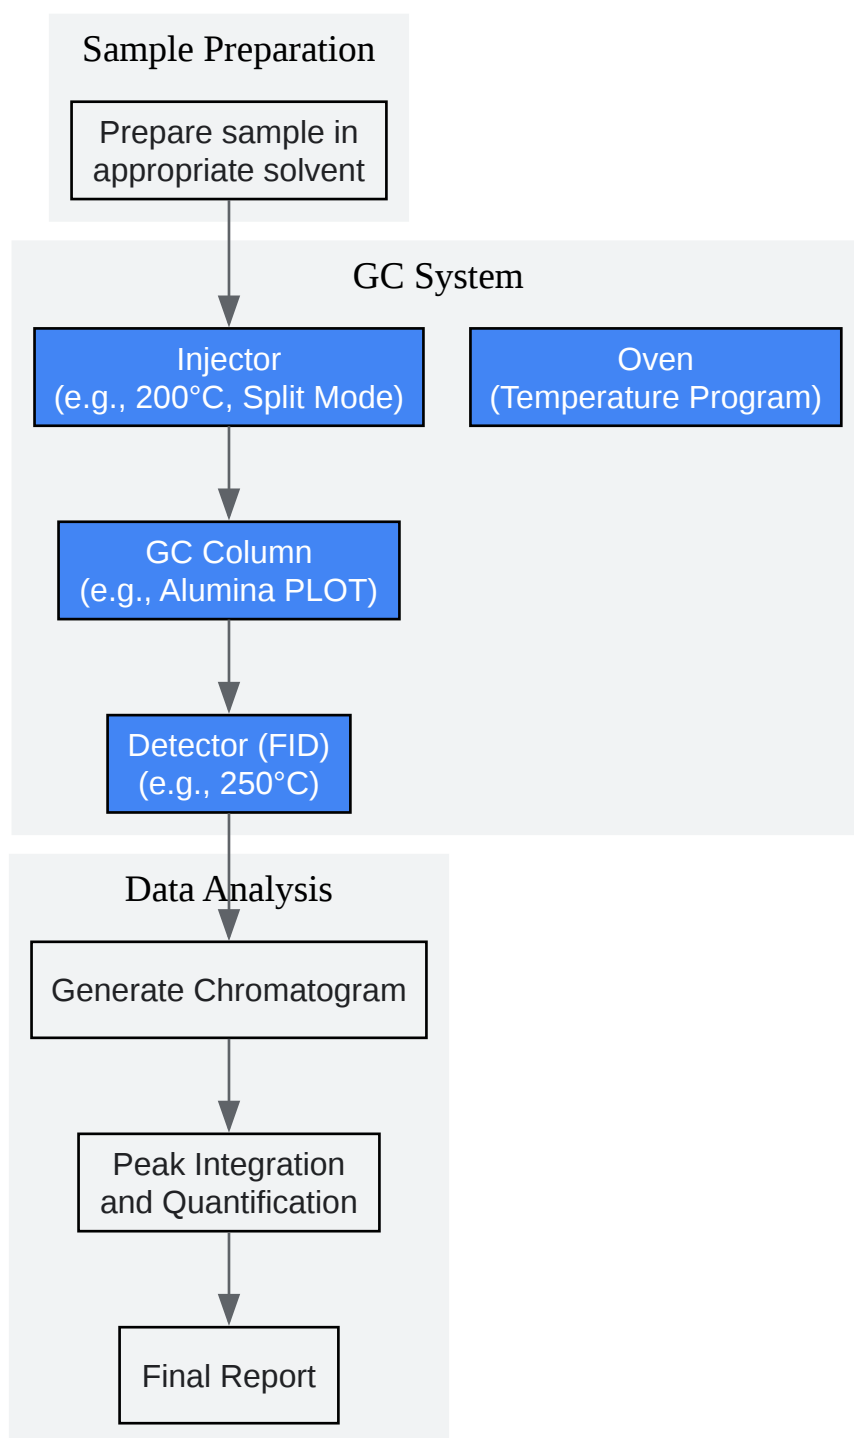 Sample Preparation
Prepare sample in
appropriate solvent
GC System
Injector
(e.g., 200°C, Split Mode)
Oven
(Temperature Program)
GC Column
(e.g., Alumina PLOT)
Detector (FID)
(e.g., 250°C)
Data Analysis
Generate Chromatogram
Peak Integration
and Quantification
Final Report